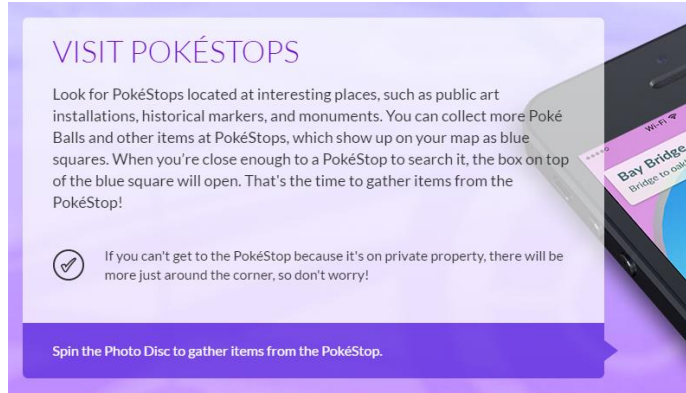 VISIT POKÉSTOPS
Look for PokéStops located at interesting places, such as public art
installations, historical markers, and monuments. You can collect more Poké
Balls and other items at PokéStops, which show up on your map as blue
squares. When you're close enough to a PokéStop to search it, the box on top
of the blue square will open. That's the time to gather items from the
PokéStop!
If you can't get to the PokéStop because it's on private property, there will be
more just around the corner, so don't worry!
Spin the Photo Disc to gather items from the PokéStop.
Wi-Fi
Bay Bridge
Bridge to oakl